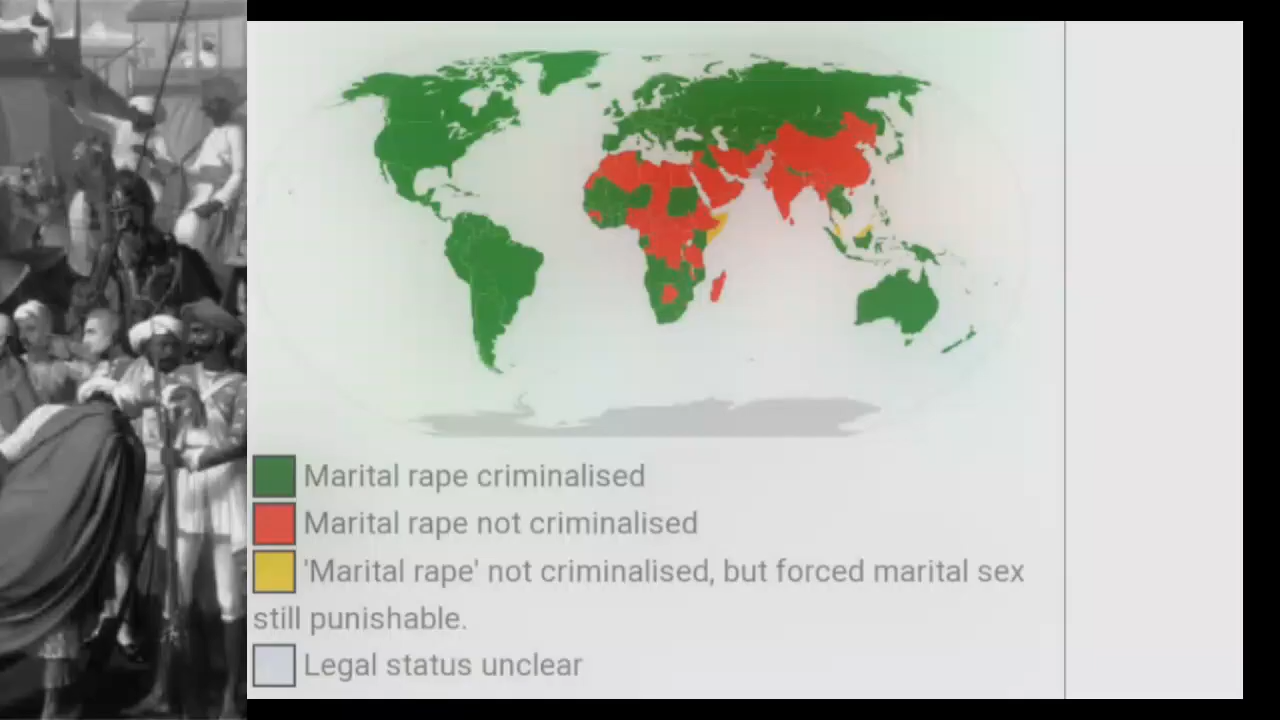 Marital rape criminalised
Marital rape not criminalised
'Marital rape' not criminalised, but forced marital sex
still punishable.
Legal status unclear